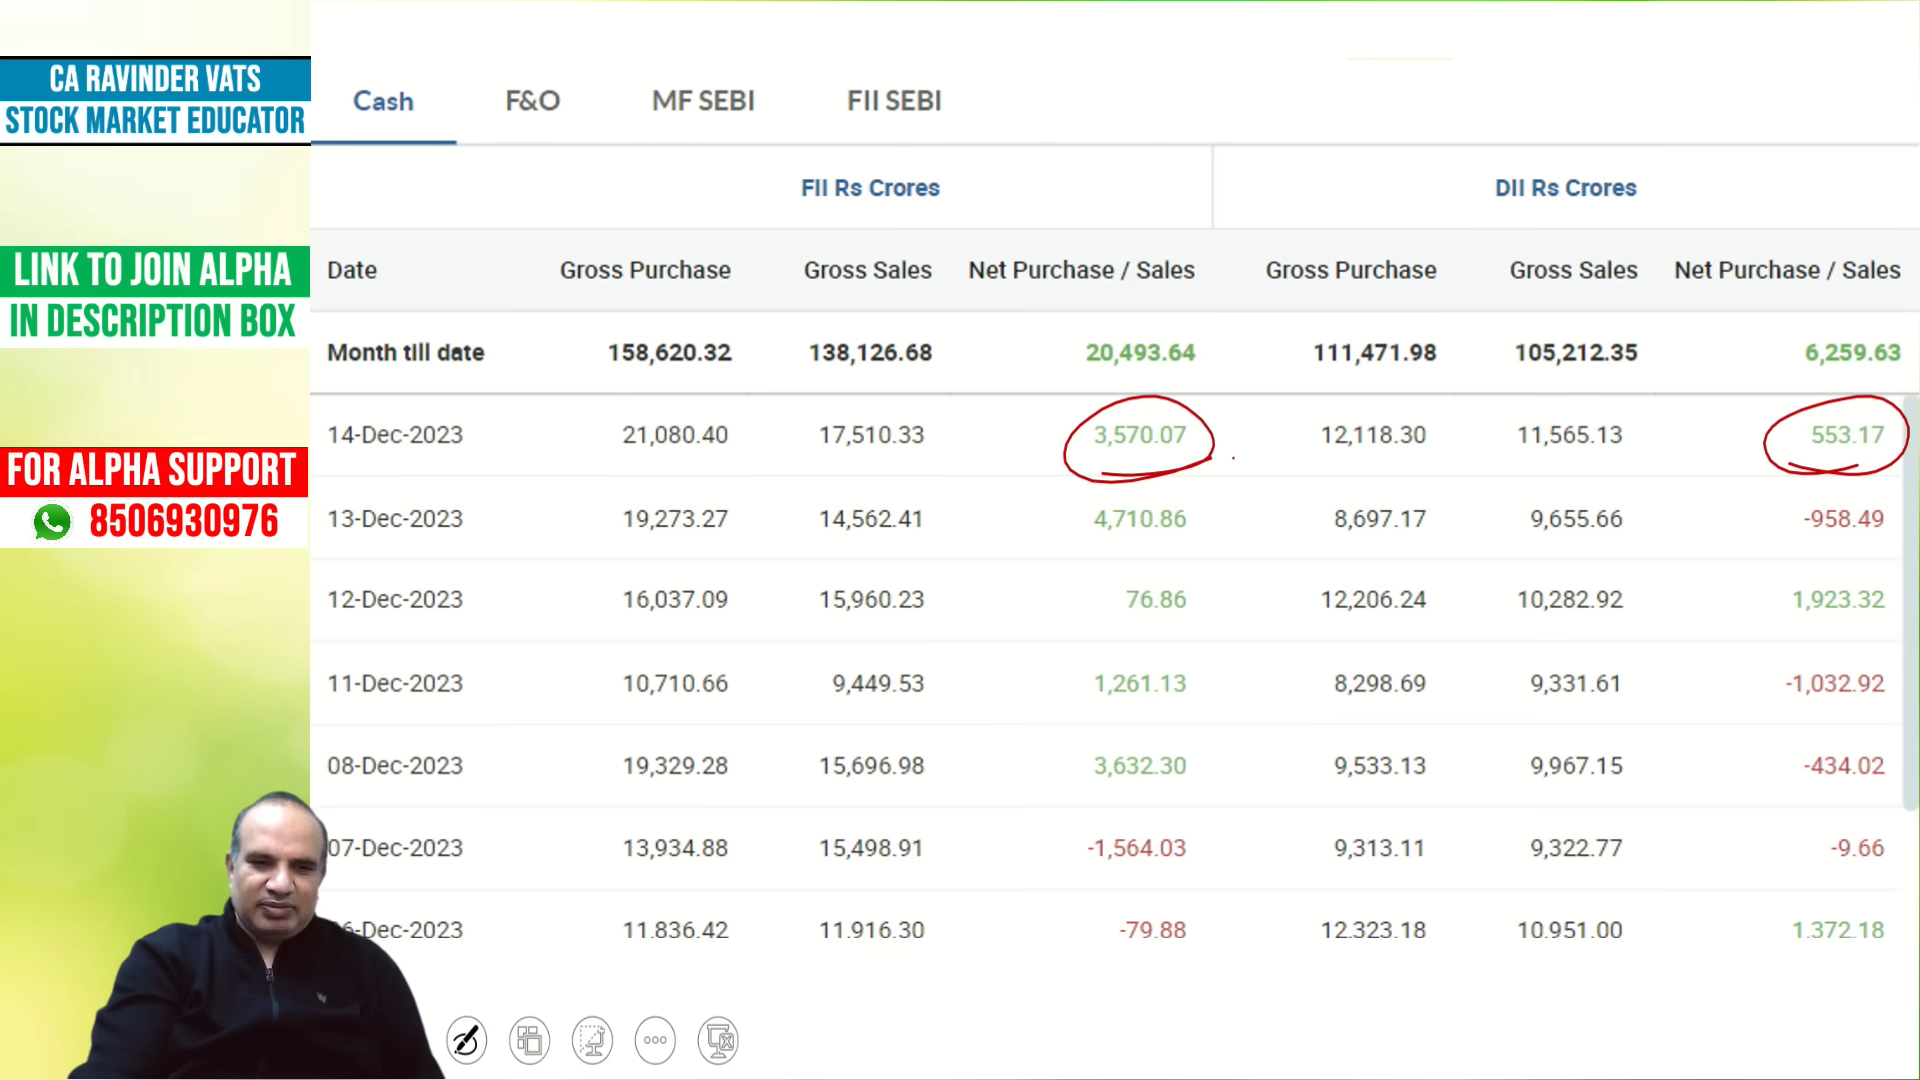 CA RAVINDER VATS
STOCK MARKET EDUCATOR
LINK TO JOIN ALPHA
IN DESCRIPTION BOX
FOR ALPHA SUPPORT
8506930976
Cash F&O MF SEBI FII SEBI
FII Rs Crores DII Rs Crores
Date Gross Purchase Gross Sales Net Purchase / Sales Gross Purchase Gross Sales Net Purchase / Sales
Month till date 158,620.32 138,126.68 20,493.64 111,471.98 105,212.35 6,259.63
14-Dec-2023 21,080.40 17,510.33 3,570.07 12,118.30 11,565.13 553.17
13-Dec-2023 19,273.27 14,562.41 4,710.86 8,697.17 9,655.66 -958.49
12-Dec-2023 16,037.09 15,960.23 76.86 12,206.24 10,282.92 1,923.32
11-Dec-2023 10,710.66 9,449.53 1,261.13 8,298.69 9,331.61 -1,032.92
08-Dec-2023 19,329.28 15,696.98 3,632.30 9,533.13 9,967.15 -434.02
07-Dec-2023 13,934.88 15,498.91 -1,564.03 9,313.11 9,322.77 -9.66
6-Dec-2023 11,836.42 11,916.30 -79.88 12,323.18 10,951.00 1,372.18